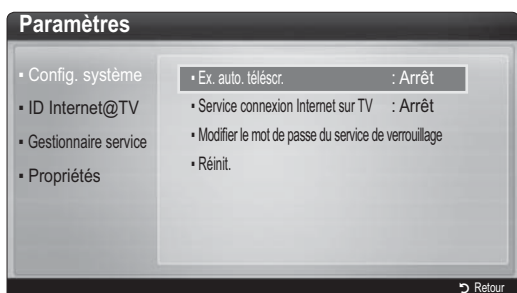 Paramètres
▪ Config. système
▪ ID Internet@TV
▪ Gestionnaire service
▪ Propriétés
▪ Ex. auto. téléscr. : Arrêt
▪ Service connexion Internet sur TV : Arrêt
▪ Modifier le mot de passe du service de verrouillage
▪ Réinit.
Retour